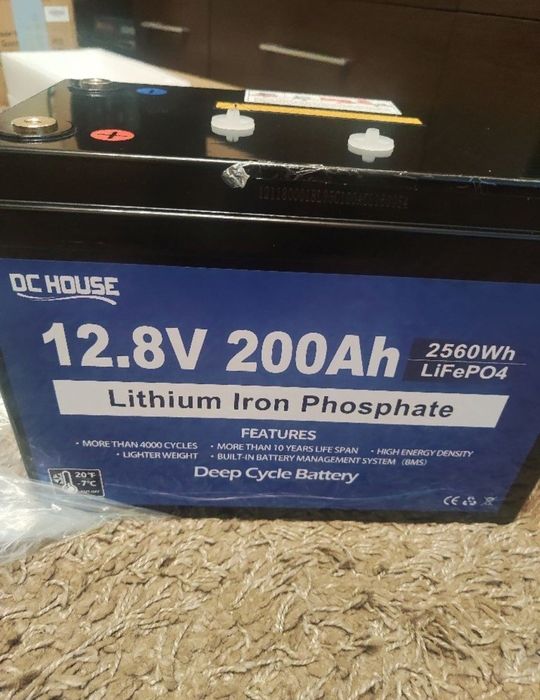 DC HOUSE
12.8V 200Ah
2560Wh
LiFePO4
Lithium Iron Phosphate
FEATURES
• MORE THAN 4000 CYCLES • MORE THAN 10 YEARS LIFE SPAN • HIGH ENERGY DENSITY
• LIGHTER WEIGHT • BUILT-IN BATTERY MANAGEMENT SYSTEM (BMS)
Deep Cycle Battery
20°F
-7°C
CE